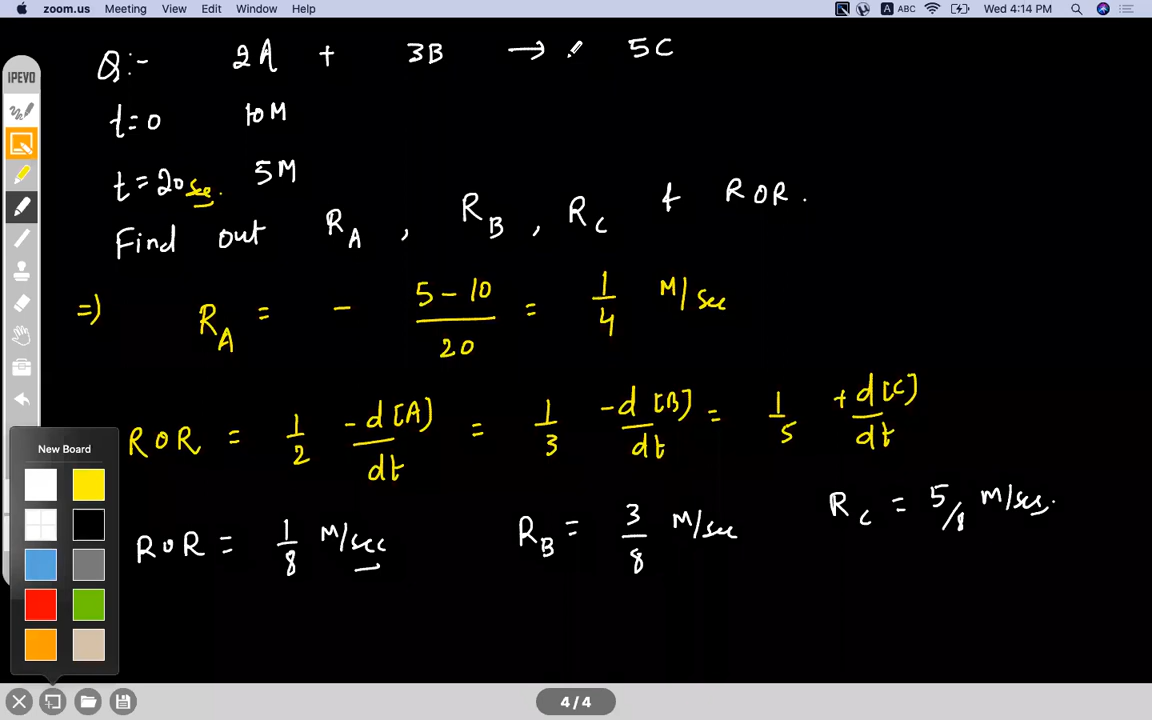 zoom.us Meeting View Edit Window Help A ABC Wed 4:14 PM
IPEVO
Q:- 2A + 3B → 5C
t=0 10M
t=20sec. 5M
Find out R_A , R_B , R_C & ROR.
=) R_A = - (5-10)/20 = 1/4 M/sec
ROR = 1/2 -d[A]/dt = 1/3 -d[B]/dt = 1/5 +d[C]/dt
ROR = 1/8 M/sec R_B = 3/8 M/sec R_C = 5/8 M/sec.
New Board
4/4